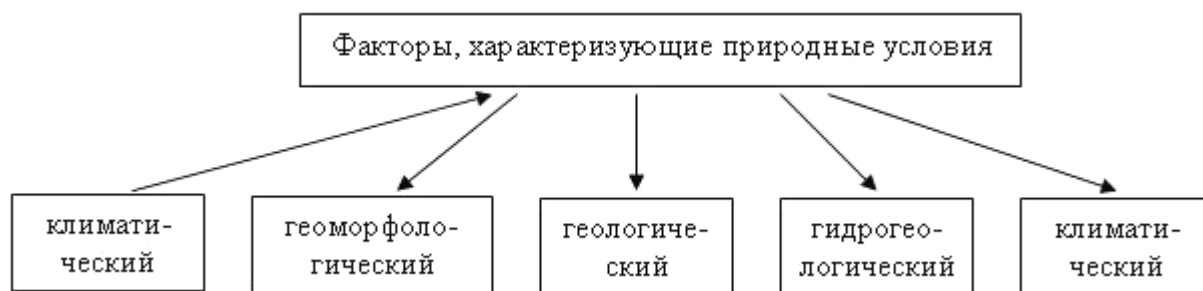 Факторы, характеризующие природные условия
климати-
ческий
геоморфоло-
гический
геологиче-
ский
гидрогео-
логический
климати-
ческий